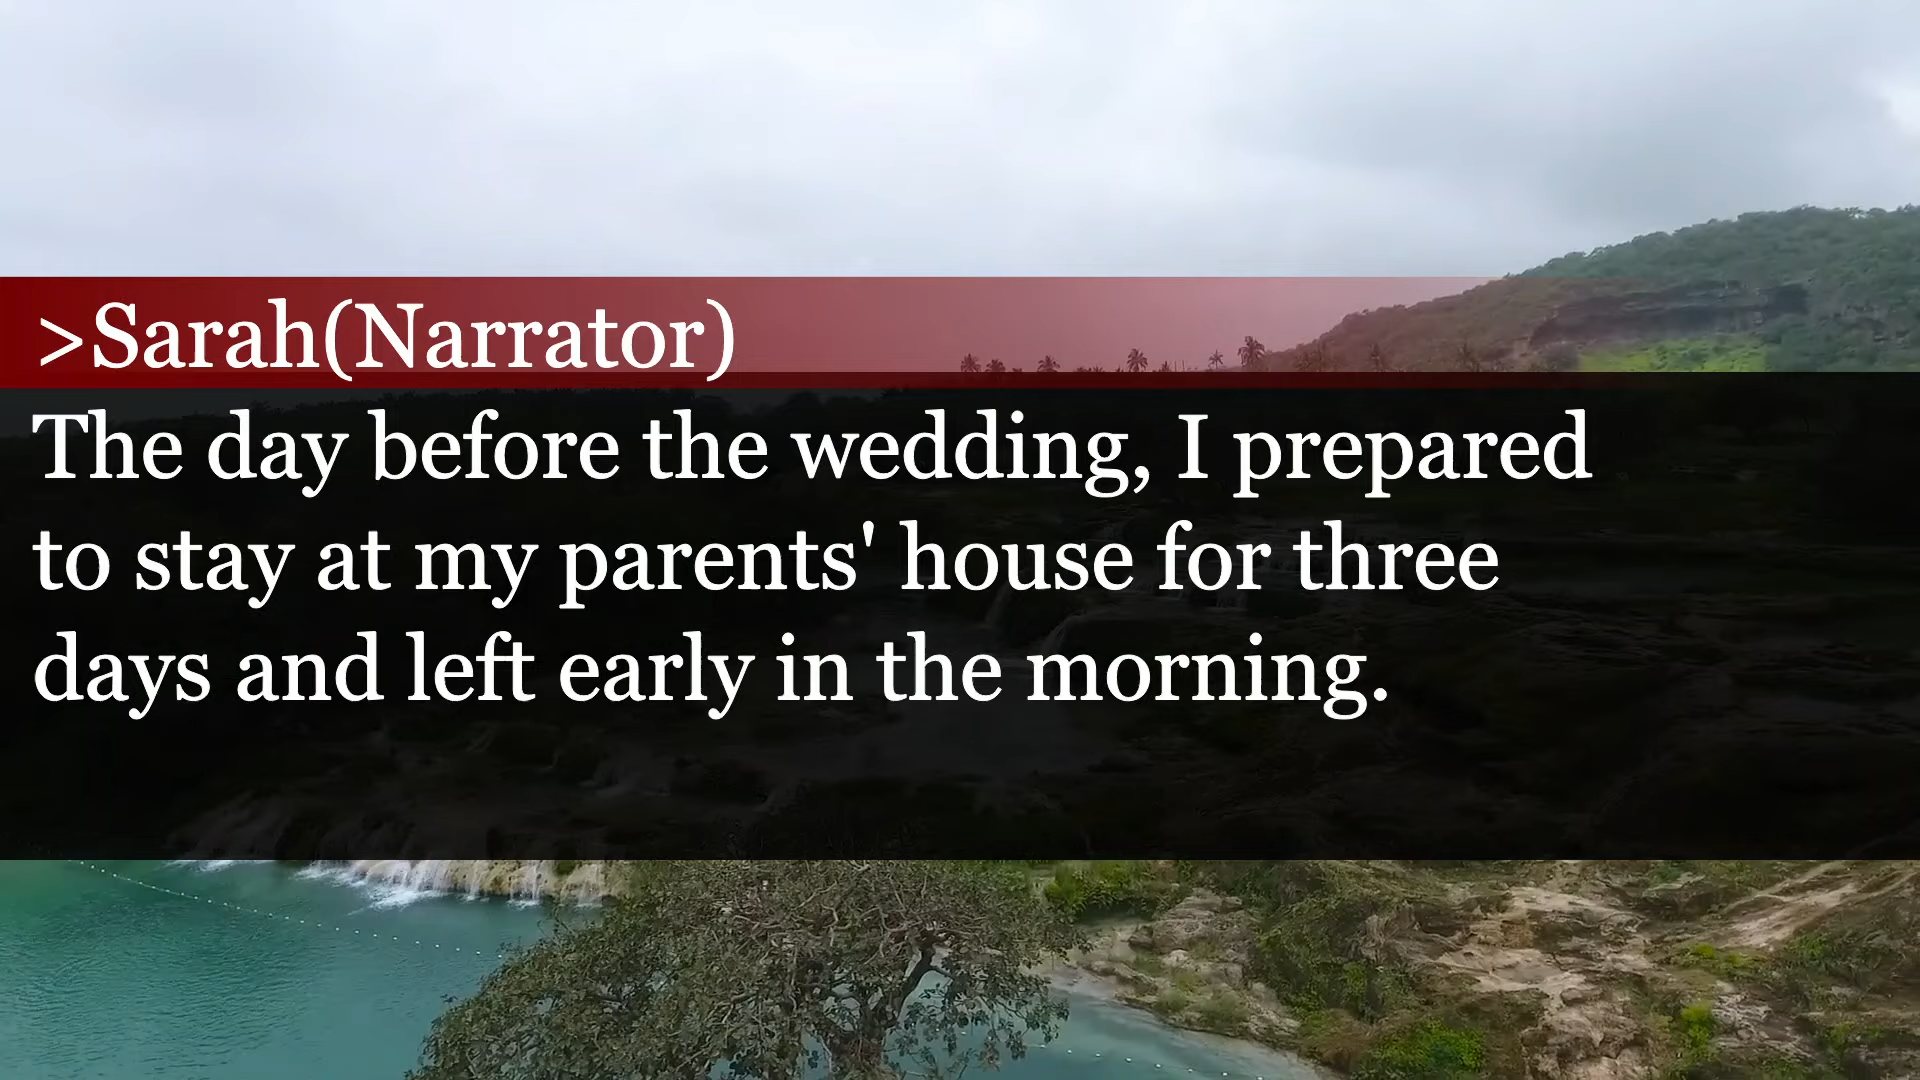 >Sarah(Narrator)
The day before the wedding, I prepared
to stay at my parents' house for three
days and left early in the morning.